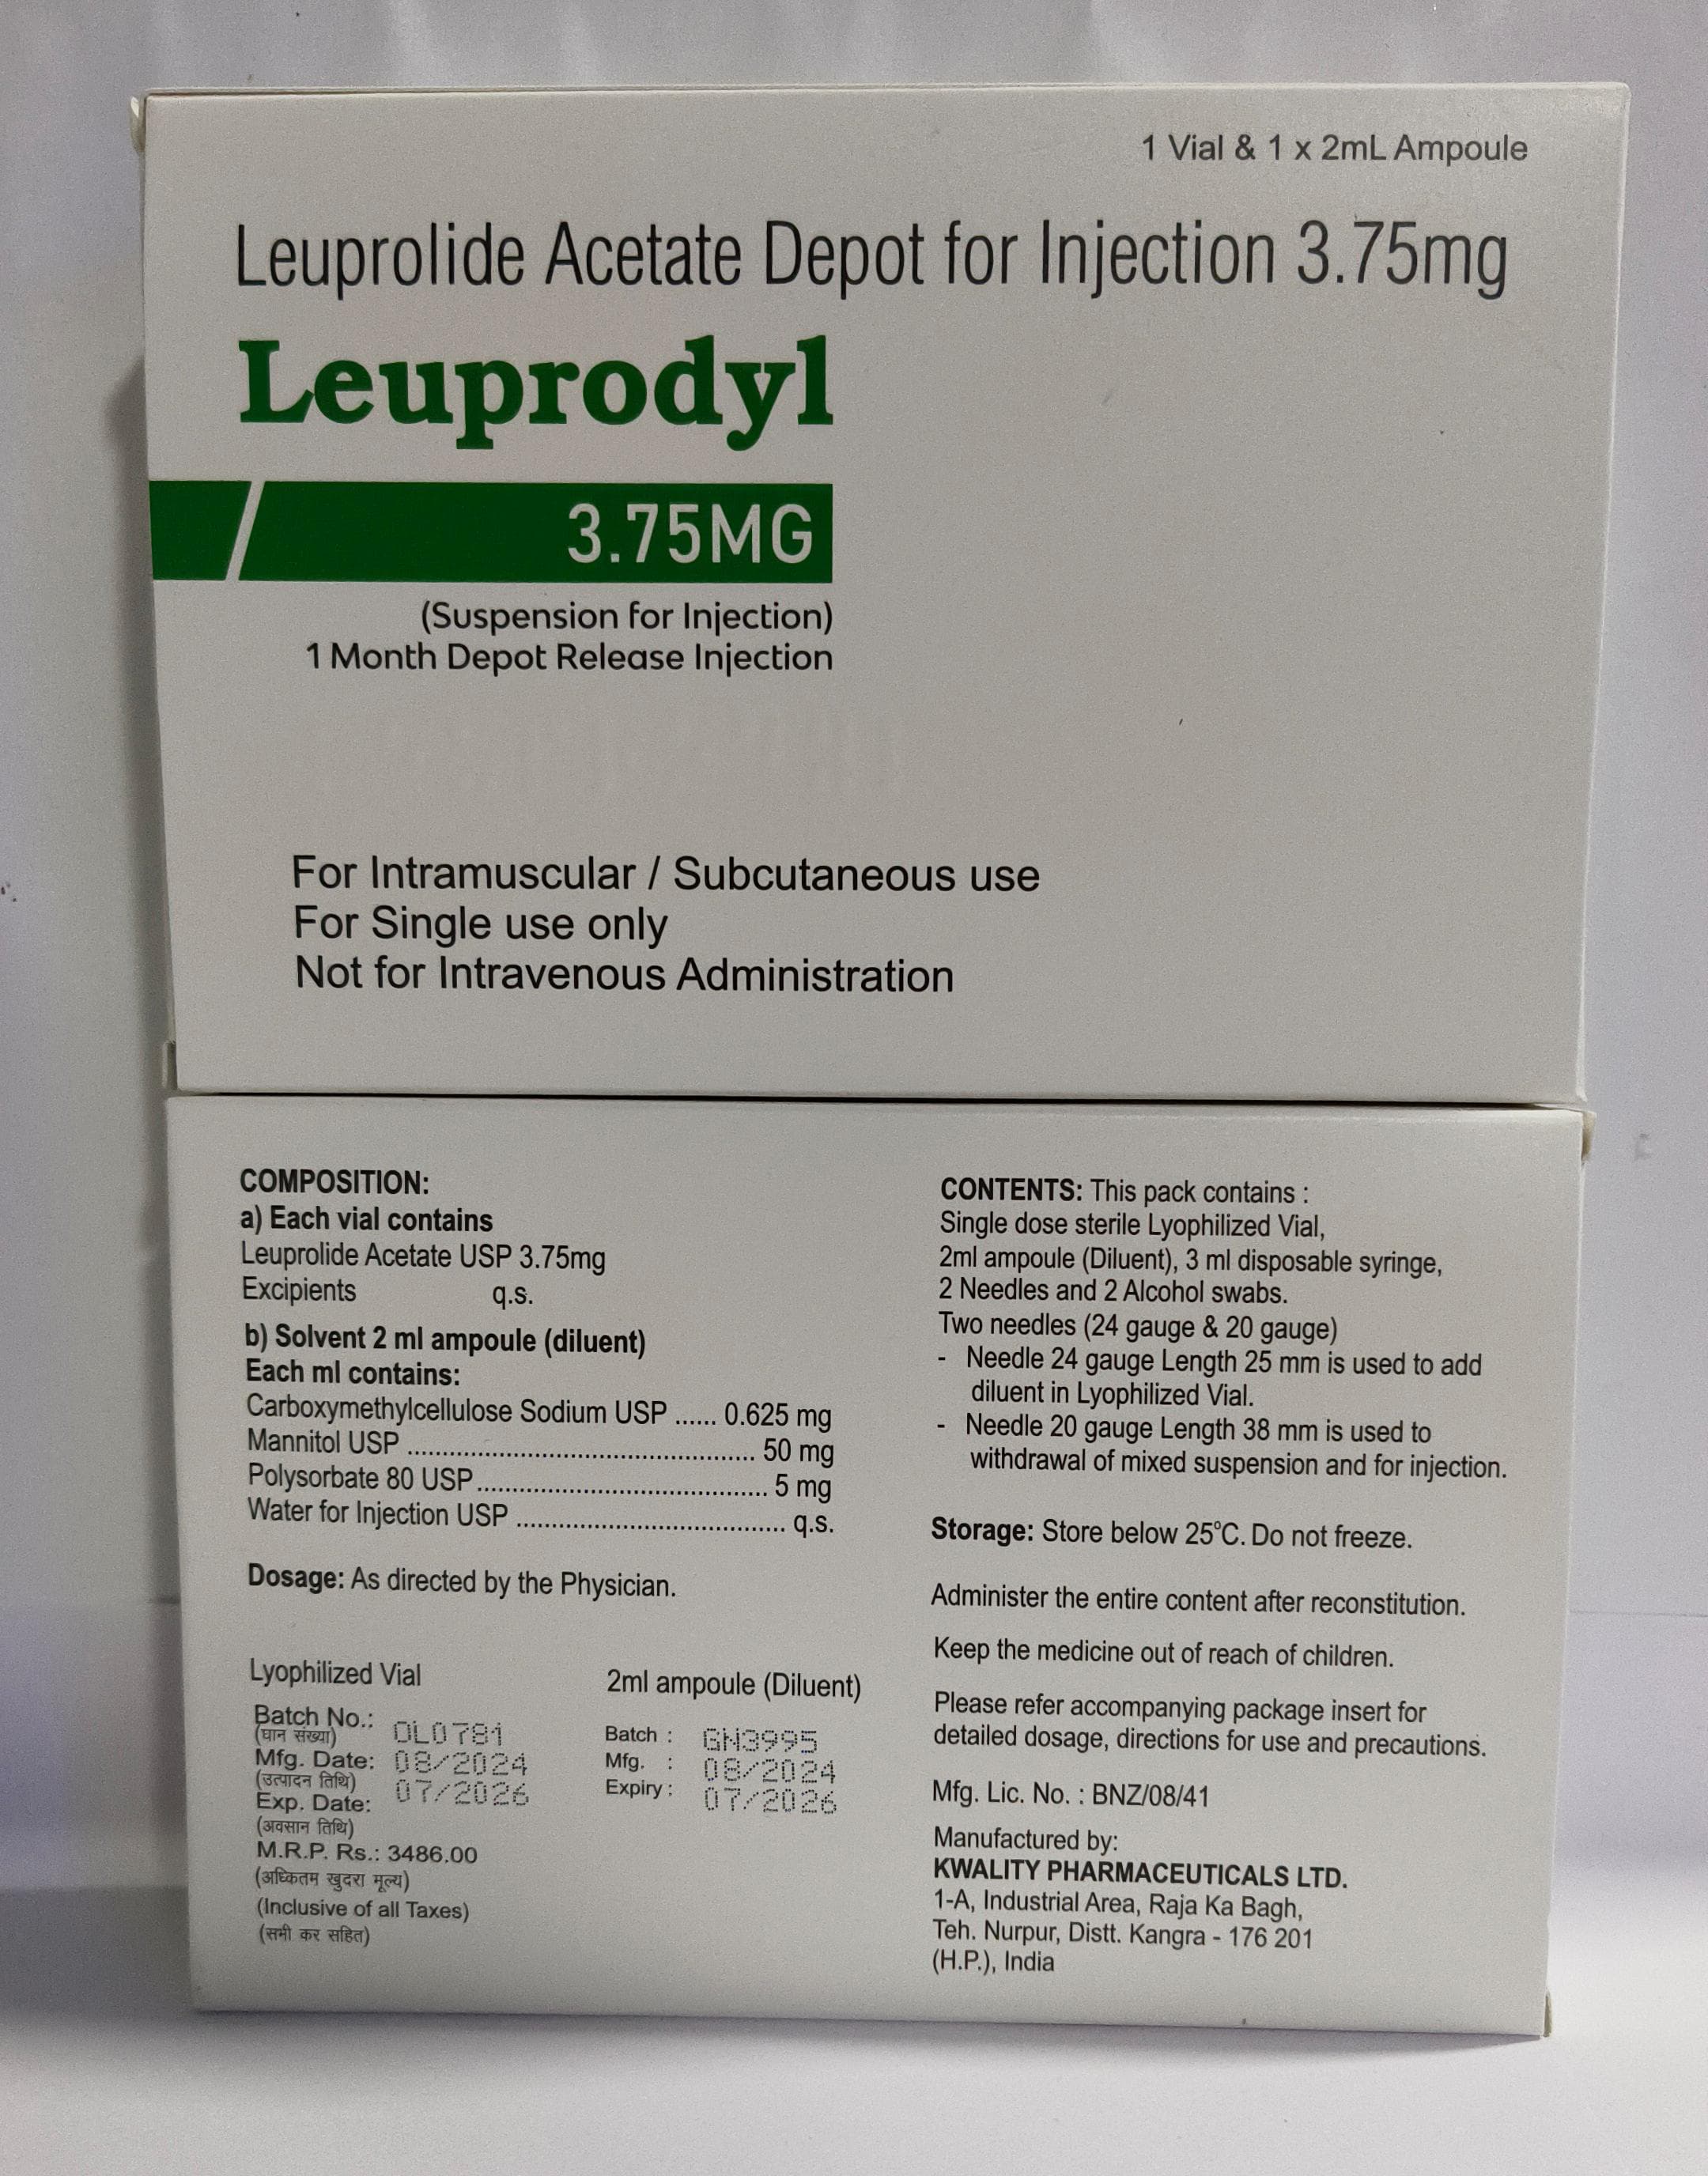 1 Vial & 1 x 2mL Ampoule
Leuprolide Acetate Depot for Injection 3.75mg
Leuprodyl
3.75MG
(Suspension for Injection)
1 Month Depot Release Injection
For Intramuscular / Subcutaneous use
For Single use only
Not for Intravenous Administration
COMPOSITION:
a) Each vial contains
Leuprolide Acetate USP 3.75mg
Excipients q.s.
b) Solvent 2 ml ampoule (diluent)
Each ml contains:
Carboxymethylcellulose Sodium USP ...... 0.625 mg
Mannitol USP .................................................. 50 mg
Polysorbate 80 USP.......................................... 5 mg
Water for Injection USP ....................................... q.s.
Dosage: As directed by the Physician.
Lyophilized Vial
Batch No.: OL0781
(घान संख्या)
Mfg. Date: 08/2024
(उत्पादन तिथि)
Exp. Date: 07/2026
(अवसान तिथि)
M.R.P. Rs.: 3486.00
(अधिकतम खुदरा मूल्य)
(Inclusive of all Taxes)
(सभी कर सहित)
2ml ampoule (Diluent)
Batch : GN3995
Mfg. : 08/2024
Expiry : 07/2026
CONTENTS: This pack contains :
Single dose sterile Lyophilized Vial,
2ml ampoule (Diluent), 3 ml disposable syringe,
2 Needles and 2 Alcohol swabs.
Two needles (24 gauge & 20 gauge)
- Needle 24 gauge Length 25 mm is used to add
diluent in Lyophilized Vial.
- Needle 20 gauge Length 38 mm is used to
withdrawal of mixed suspension and for injection.
Storage: Store below 25°C. Do not freeze.
Administer the entire content after reconstitution.
Keep the medicine out of reach of children.
Please refer accompanying package insert for
detailed dosage, directions for use and precautions.
Mfg. Lic. No. : BNZ/08/41
Manufactured by:
KWALITY PHARMACEUTICALS LTD.
1-A, Industrial Area, Raja Ka Bagh,
Teh. Nurpur, Distt. Kangra - 176 201
(H.P.), India